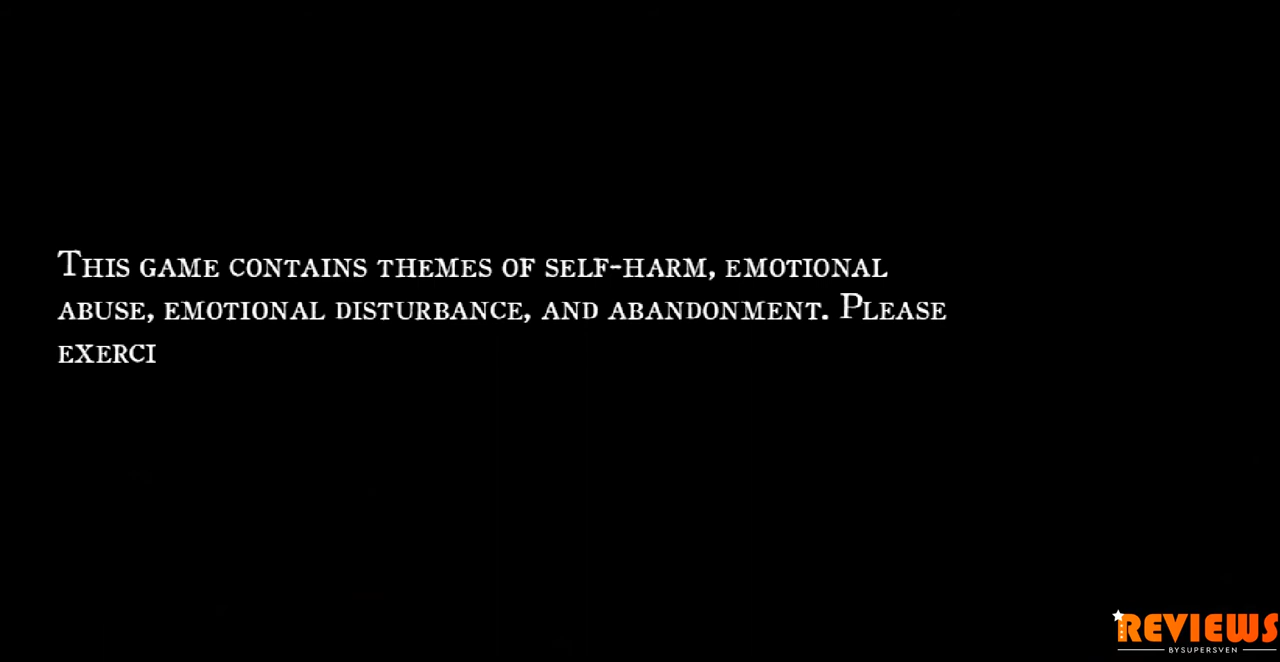 This game contains themes of self-harm, emotional
abuse, emotional disturbance, and abandonment. Please
exerci
REVIEWS
BYSUPERSVEN